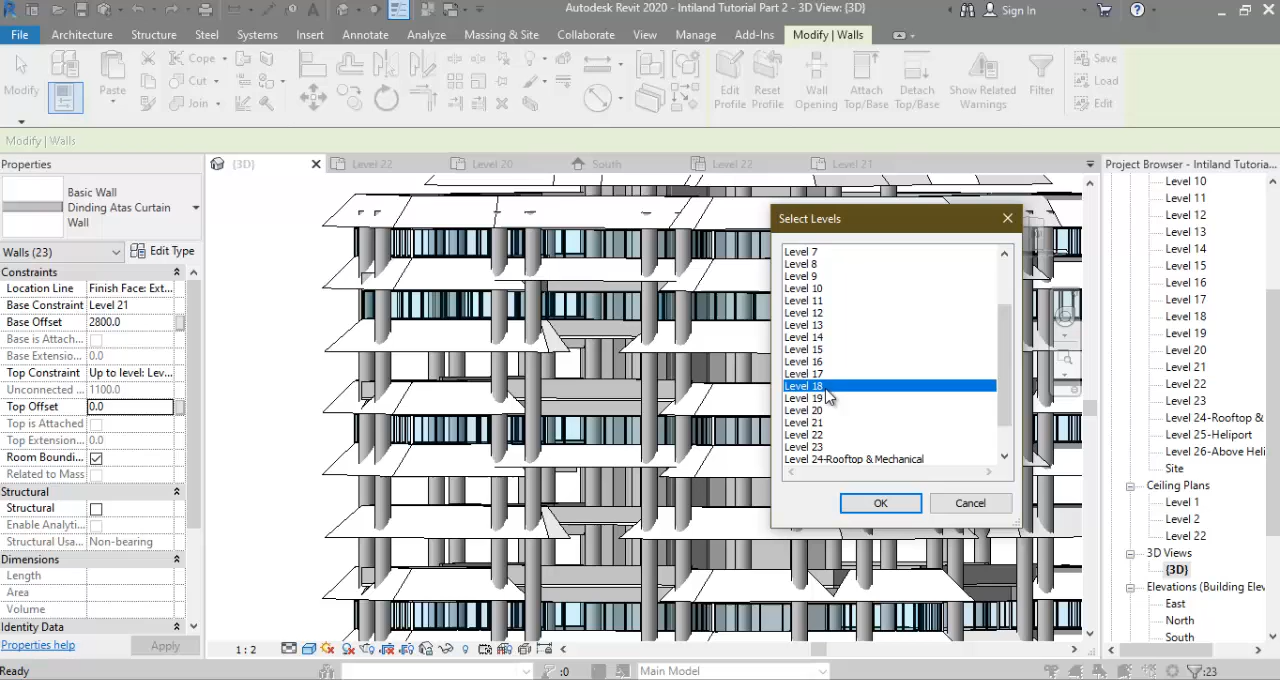 Autodesk Revit 2020 - Intiland Tutorial Part 2 - 3D View: {3D}
Sign In
File Architecture Structure Steel Systems Insert Annotate Analyze Massing & Site Collaborate View Manage Add-Ins Modify | Walls
Modify
Paste
Cope
Cut
Join
Edit Profile
Reset Profile
Wall Opening
Attach Top/Base
Detach Top/Base
Show Related Warnings
Filter
Save
Load
Edit
Modify | Walls
Properties
Basic Wall
Dinding Atas Curtain
Wall
Walls (23)
Edit Type
Constraints
Location Line Finish Face: Ext...
Base Constraint Level 21
Base Offset 2800.0
Base is Attach...
Base Extensio... 0.0
Top Constraint Up to level: Lev...
Unconnected ... 1100.0
Top Offset 0.0
Top is Attached
Top Extension... 0.0
Room Boundi...
Related to Mass
Structural
Structural
Enable Analyti...
Structural Usa... Non-bearing
Dimensions
Length
Area
Volume
Identity Data
Properties help
Apply
{3D}
Level 22
Level 20
South
Level 22
Level 21
Select Levels
Level 7
Level 8
Level 9
Level 10
Level 11
Level 12
Level 13
Level 14
Level 15
Level 16
Level 17
Level 18
Level 19
Level 20
Level 21
Level 22
Level 23
Level 24-Rooftop & Mechanical
OK
Cancel
Project Browser - Intiland Tutoria...
Level 10
Level 11
Level 12
Level 13
Level 14
Level 15
Level 16
Level 17
Level 18
Level 19
Level 20
Level 21
Level 22
Level 23
Level 24-Rooftop &
Level 25-Heliport
Level 26-Above Heli
Site
Ceiling Plans
Level 1
Level 2
Level 22
3D Views
{3D}
Elevations (Building Elev
East
North
South
1 : 2
Ready
:0
Main Model
:23